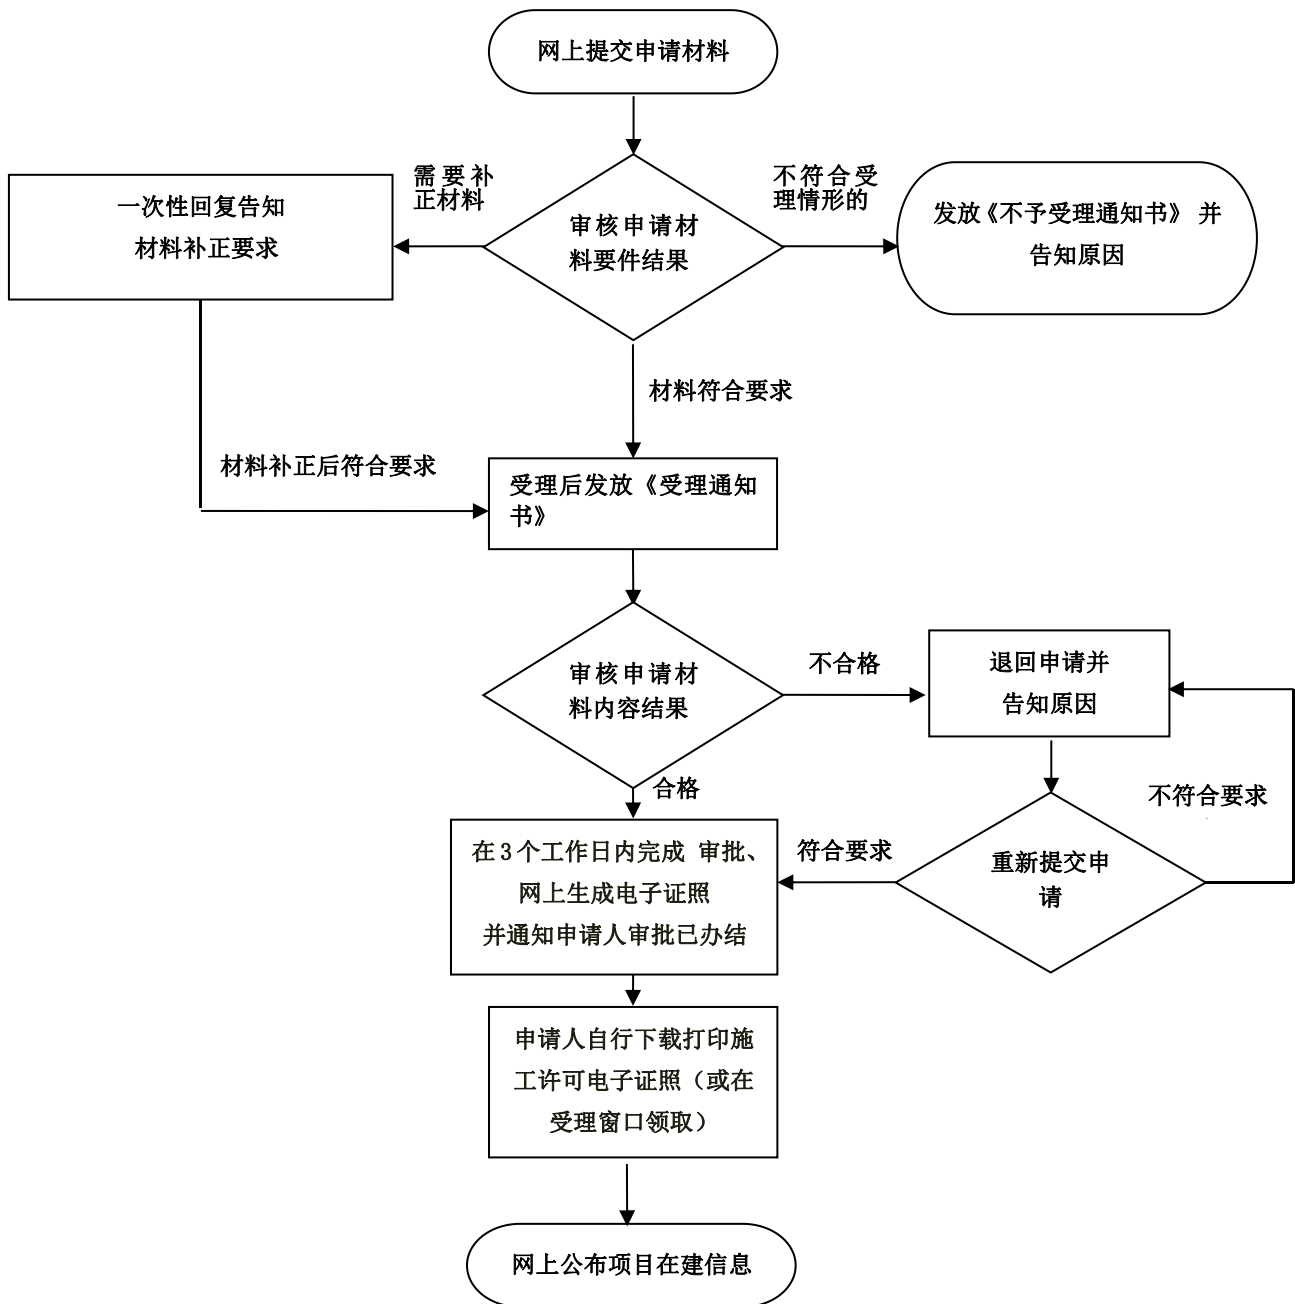 网上提交申请材料
需要补
正材料
不符合受
理情形的
一次性回复告知
材料补正要求
审核申请材
料要件结果
发放《不予受理通知书》 并
告知原因
材料符合要求
材料补正后符合要求
受理后发放《受理通知
书》
审核申请材
料内容结果
不合格
退回申请并
告知原因
合格
不符合要求
在3个工作日内完成 审批、
网上生成电子证照
并通知申请人审批已办结
符合要求
重新提交申
请
申请人自行下载打印施
工许可电子证照（或在
受理窗口领取）
网上公布项目在建信息